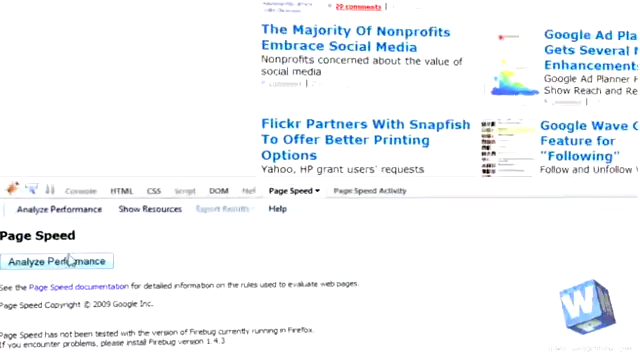 20 comments
The Majority Of Nonprofits
Embrace Social Media
Nonprofits concerned about the value of
social media
Google Ad Pla
Gets Several
Enhancement
Google Ad Planner
Show Reach and Re
Flickr Partners With Snapfish
To Offer Better Printing
Options
Yahoo, HP grant users' requests
Google Wave
Feature for
"Following"
Follow and Unfollow
Console HTML CSS Script DOM Net Page Speed Page Speed Activity
Analyze Performance Show Resources Export Results Help
Page Speed
Analyze Performance
See the Page Speed documentation for detailed information on the rules used to evaluate web pages.
Page Speed Copyright © 2009 Google Inc.
Page Speed has not been tested with the version of Firebug currently running in Firefox.
If you encounter problems, please install Firebug version 1.4.3
W